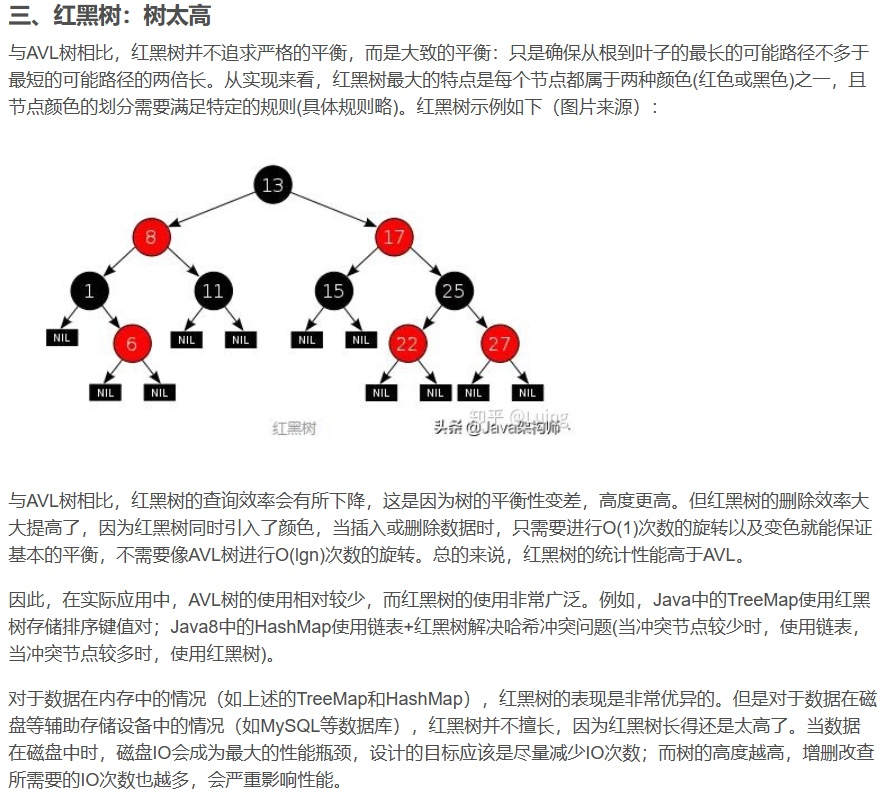 三、红黑树：树太高
与AVL树相比，红黑树并不追求严格的平衡，而是大致的平衡：只是确保从根到叶子的最长的可能路径不多于
最短的可能路径的两倍长。从实现来看，红黑树最大的特点是每个节点都属于两种颜色(红色或黑色)之一，且
节点颜色的划分需要满足特定的规则(具体规则略)。红黑树示例如下（图片来源）：
13
8 17
1 11 15 25
NIL 6 NIL NIL NIL NIL 22 27
NIL NIL NIL NIL NIL NIL
知乎 @Luing
红黑树 头条 @Java架构师
与AVL树相比，红黑树的查询效率会有所下降，这是因为树的平衡性变差，高度更高。但红黑树的删除效率大
大提高了，因为红黑树同时引入了颜色，当插入或删除数据时，只需要进行O(1)次数的旋转以及变色就能保证
基本的平衡，不需要像AVL树进行O(lgn)次数的旋转。总的来说，红黑树的统计性能高于AVL。
因此，在实际应用中，AVL树的使用相对较少，而红黑树的使用非常广泛。例如，Java中的TreeMap使用红黑
树存储排序键值对；Java8中的HashMap使用链表+红黑树解决哈希冲突问题(当冲突节点较少时，使用链表，
当冲突节点较多时，使用红黑树)。
对于数据在内存中的情况（如上述的TreeMap和HashMap），红黑树的表现是非常优异的。但是对于数据在磁
盘等辅助存储设备中的情况（如MySQL等数据库），红黑树并不擅长，因为红黑树长得还是太高了。当数据
在磁盘中时，磁盘IO会成为最大的性能瓶颈，设计的目标应该是尽量减少IO次数；而树的高度越高，增删改查
所需要的IO次数也越多，会严重影响性能。